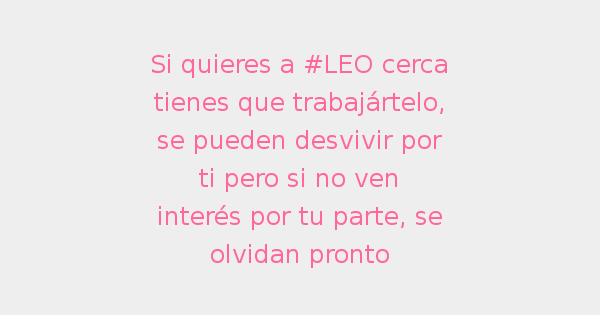 Si quieres a #LEO cerca
tienes que trabajártelo,
se pueden desvivir por
ti pero si no ven
interés por tu parte, se
olvidan pronto